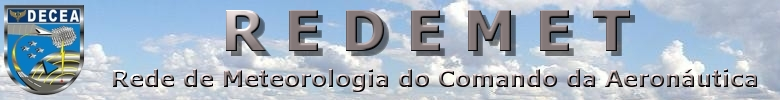 DECEA
REDEMET
Rede de Meteorologia do Comando da Aeronáutica